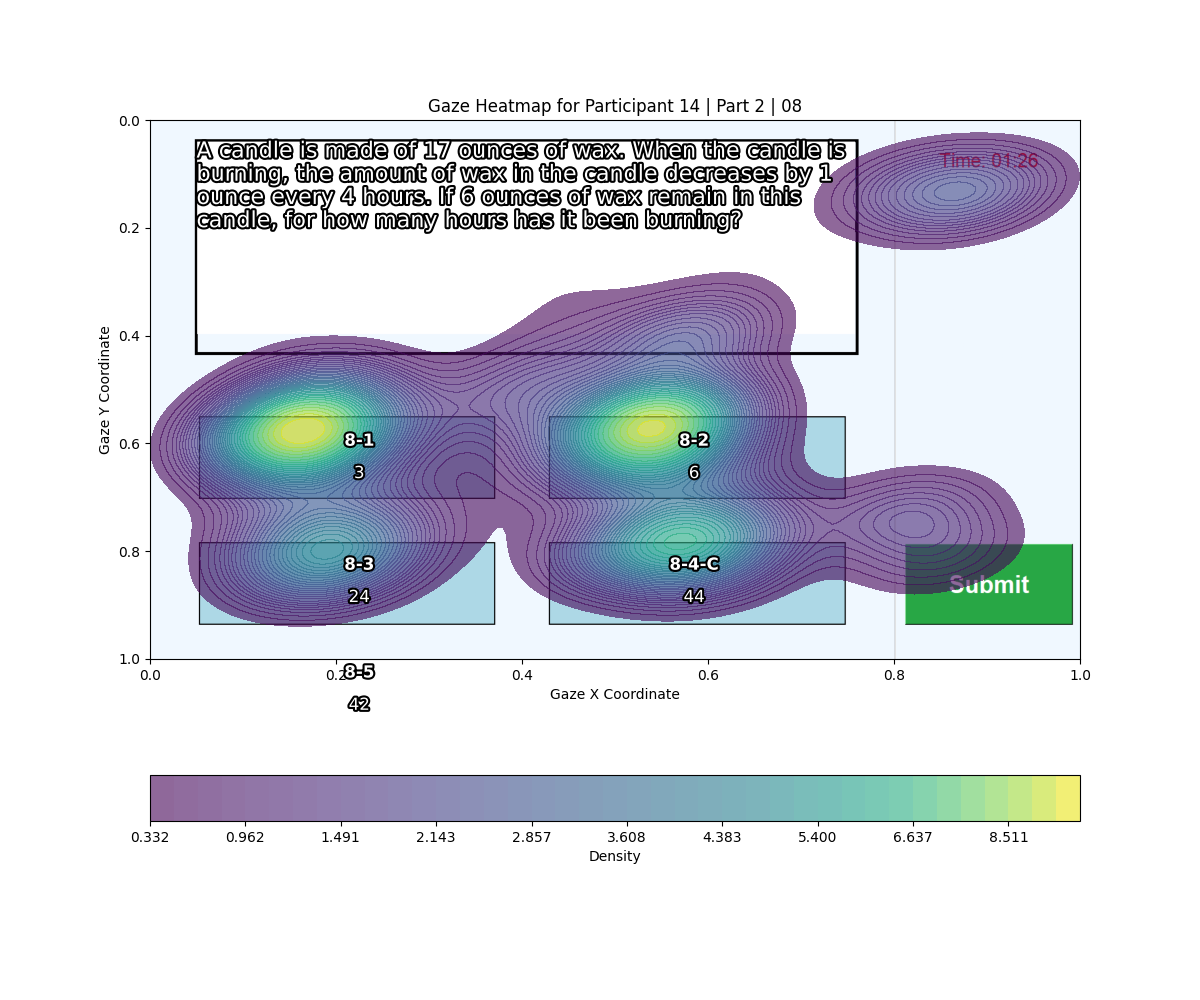 Gaze Heatmap for Participant 14 | Part 2 | 08
A candle is made of 17 ounces of wax. When the candle is
burning, the amount of wax in the candle decreases by 1
ounce every 4 hours. If 6 ounces of wax remain in this
candle, for how many hours has it been burning?
Time: 01:26
0.0
0.2
0.4
0.6
0.8
1.0
Gaze Y Coordinate
8-1
3
8-2
6
8-3
24
8-4-C
44
Submit
8-5
42
0.0
0.2
0.4
0.6
0.8
1.0
Gaze X Coordinate
0.332
0.962
1.491
2.143
2.857
3.608
4.383
5.400
6.637
8.511
Density